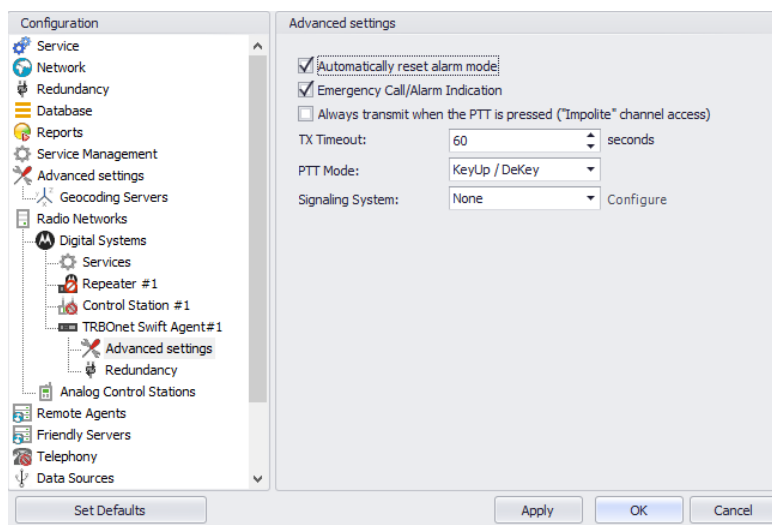 Configuration
Service
Network
Redundancy
Database
Reports
Service Management
Advanced settings
Geocoding Servers
Radio Networks
Digital Systems
Services
Repeater #1
Control Station #1
TRBOnet Swift Agent#1
Advanced settings
Redundancy
Analog Control Stations
Remote Agents
Friendly Servers
Telephony
Data Sources
Set Defaults
Advanced settings
Automatically reset alarm mode
Emergency Call/Alarm Indication
Always transmit when the PTT is pressed ("Impolite" channel access)
TX Timeout: 60 seconds
PTT Mode: KeyUp / DeKey
Signaling System: None Configure
Apply OK Cancel